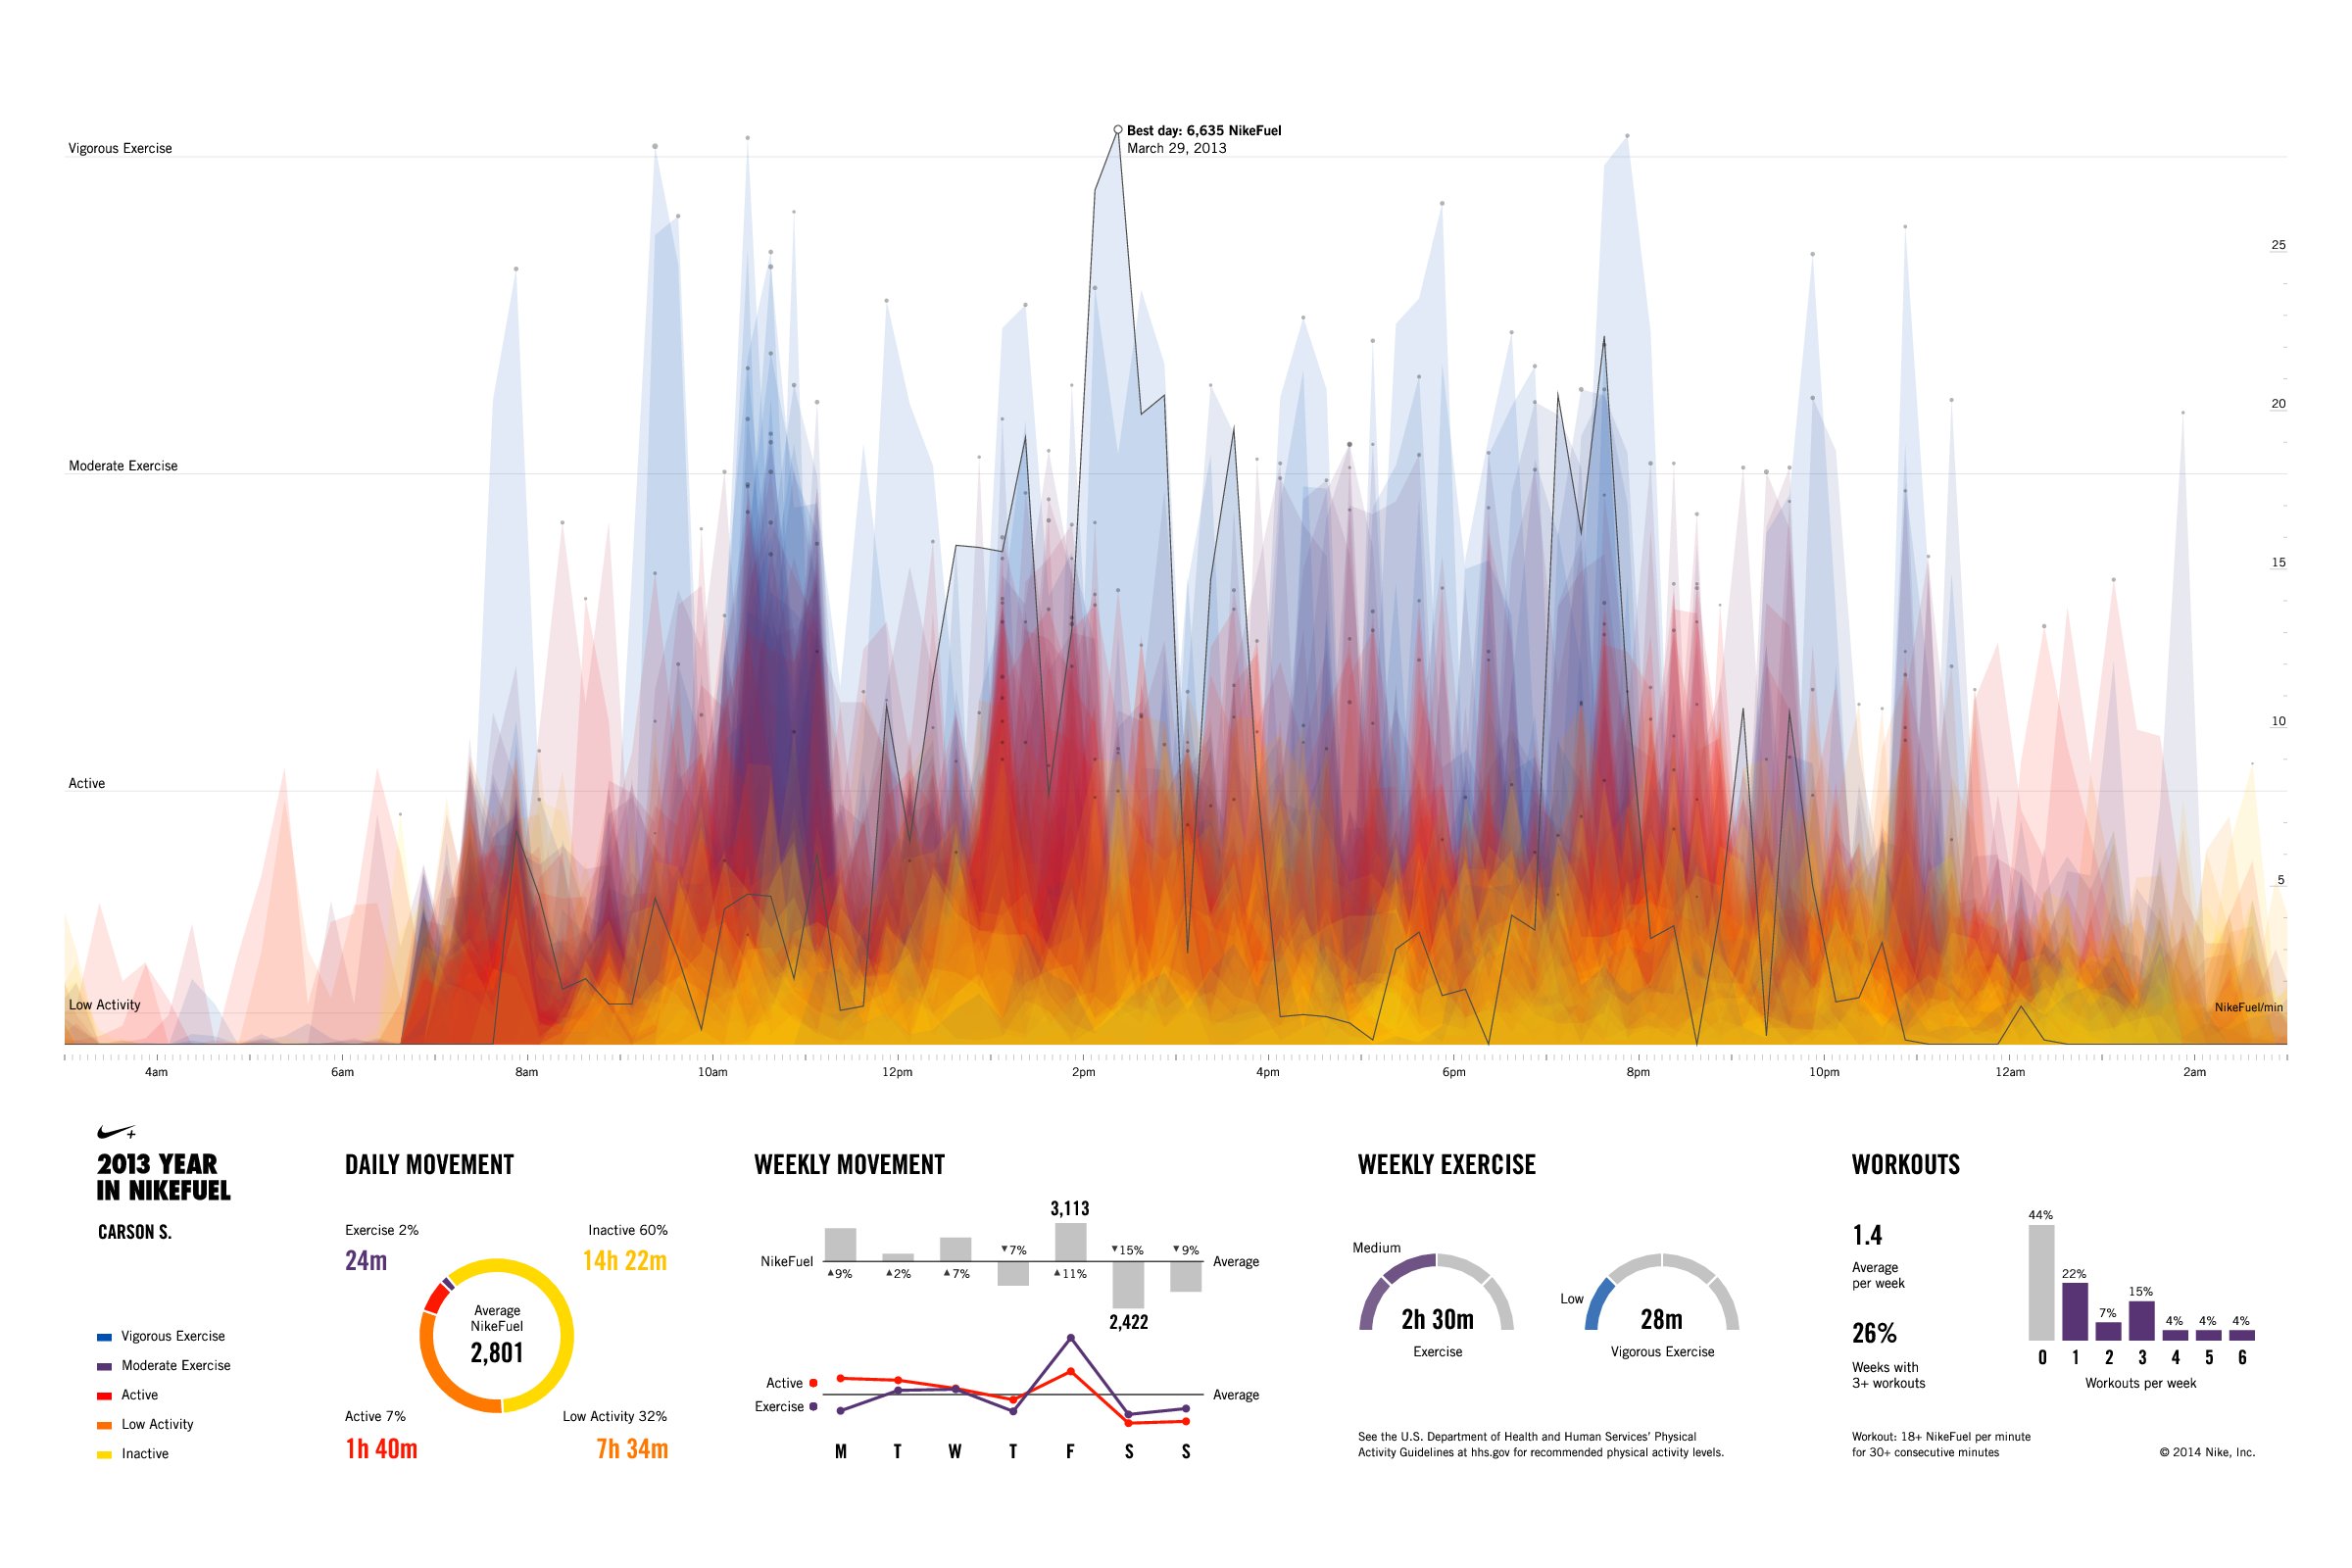 Best day: 6,635 NikeFuel
March 29, 2013
Vigorous Exercise
Moderate Exercise
Active
Low Activity
25
20
15
10
5
NikeFuel/min
4am 6am 8am 10am 12pm 2pm 4pm 6pm 8pm 10pm 12am 2am
2013 YEAR
IN NIKEFUEL
CARSON S.
Vigorous Exercise
Moderate Exercise
Active
Low Activity
Inactive
DAILY MOVEMENT
Exercise 2%
24m
Inactive 60%
14h 22m
Average
NikeFuel
2,801
Active 7%
1h 40m
Low Activity 32%
7h 34m
WEEKLY MOVEMENT
3,113
▼7% ▼15% ▼9%
NikeFuel Average
▲9% ▲2% ▲7% ▲11%
2,422
Active
Average
Exercise
M T W T F S S
WEEKLY EXERCISE
Medium
2h 30m
Exercise
Low
28m
Vigorous Exercise
See the U.S. Department of Health and Human Services' Physical
Activity Guidelines at hhs.gov for recommended physical activity levels.
WORKOUTS
1.4
Average
per week
26%
Weeks with
3+ workouts
44%
22%
7%
15%
4% 4% 4%
0 1 2 3 4 5 6
Workouts per week
Workout: 18+ NikeFuel per minute
for 30+ consecutive minutes
© 2014 Nike, Inc.